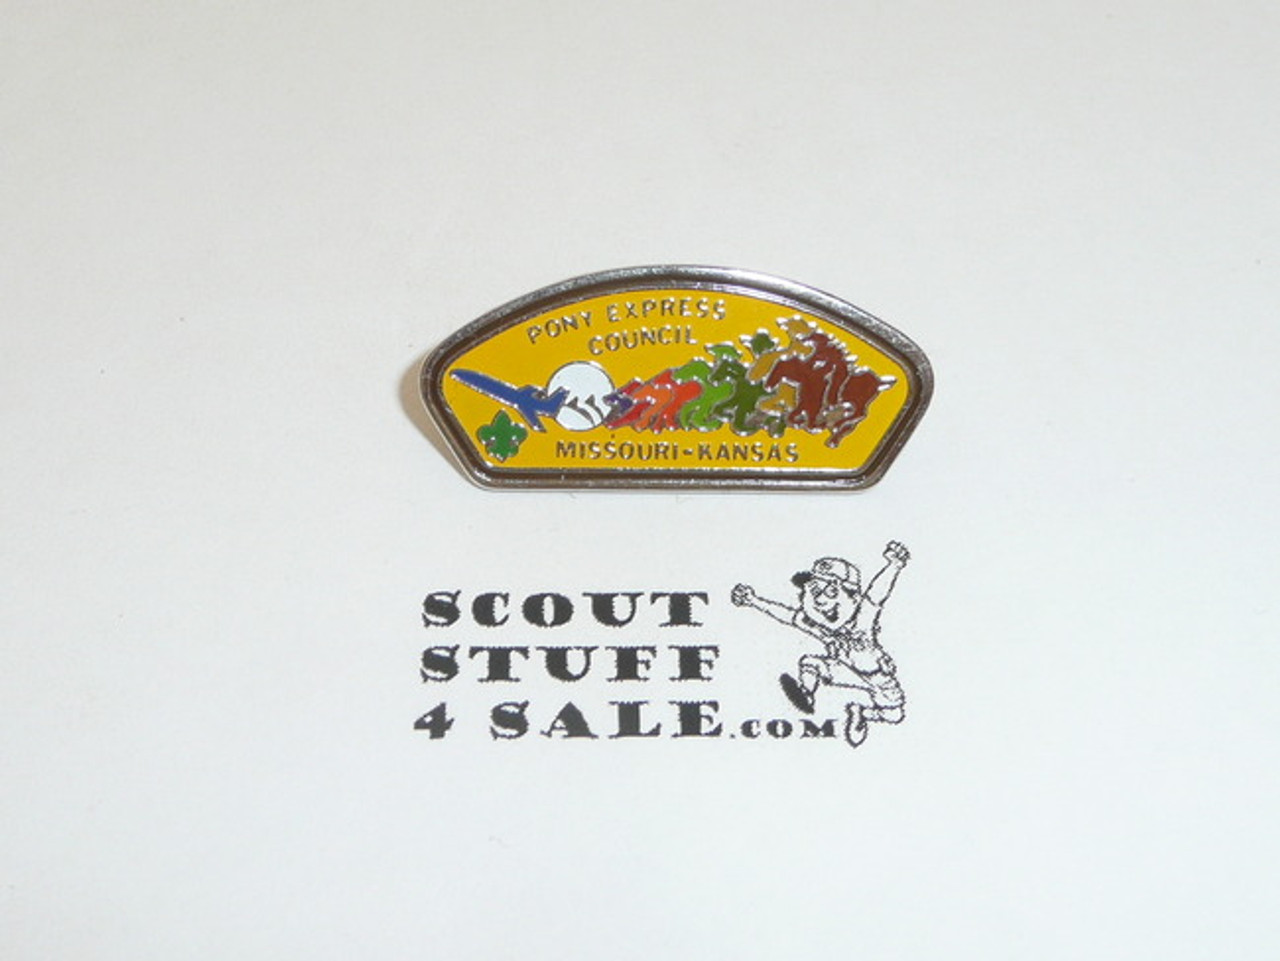 PONY EXPRESS
COUNCIL
MISSOURI-KANSAS
SCOUT
STUFF
4 SALE.COM